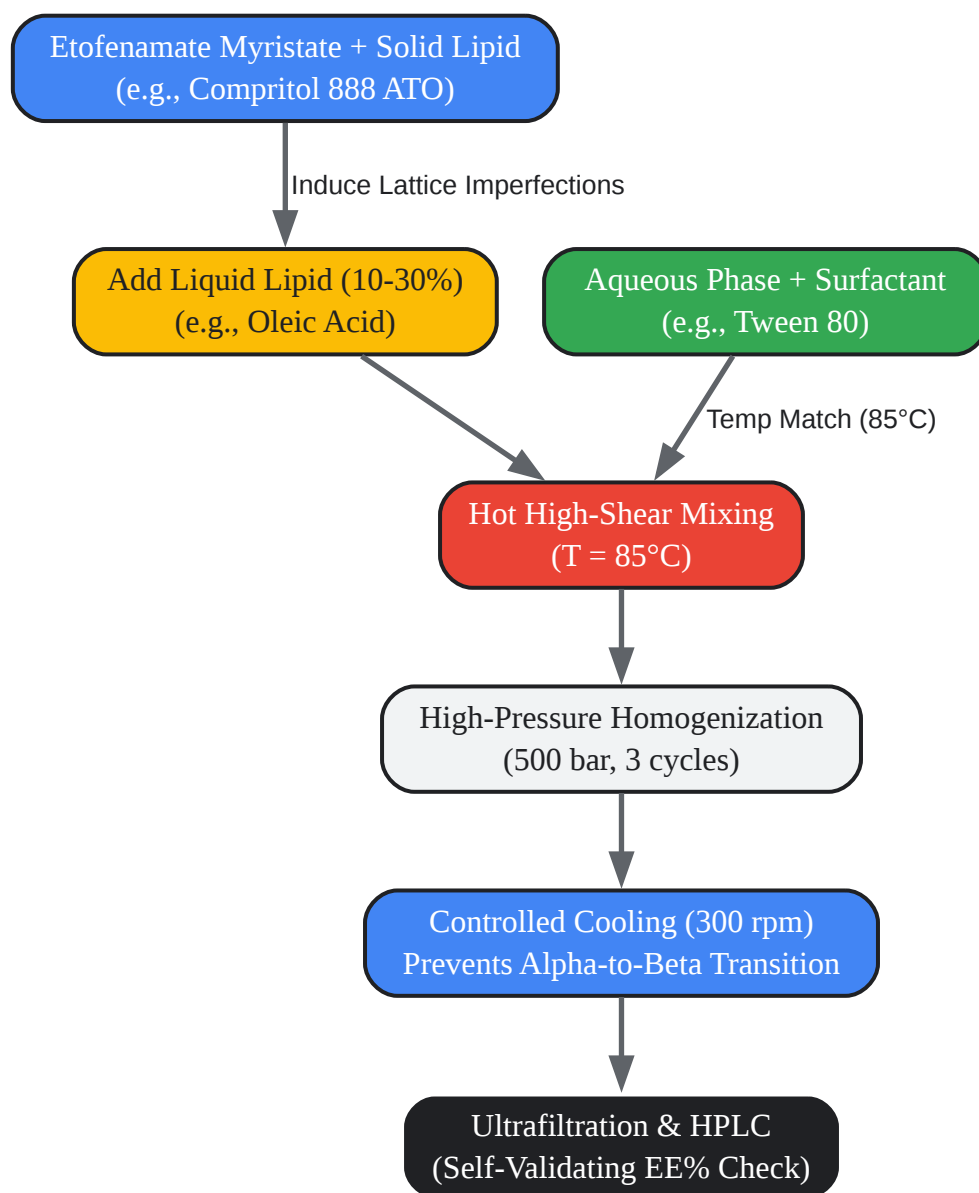 Etofenamate Myristate + Solid Lipid
(e.g., Compritol 888 ATO)
Induce Lattice Imperfections
Add Liquid Lipid (10-30%)
(e.g., Oleic Acid)
Aqueous Phase + Surfactant
(e.g., Tween 80)
Temp Match (85°C)
Hot High-Shear Mixing
(T = 85°C)
High-Pressure Homogenization
(500 bar, 3 cycles)
Controlled Cooling (300 rpm)
Prevents Alpha-to-Beta Transition
Ultrafiltration & HPLC
(Self-Validating EE% Check)